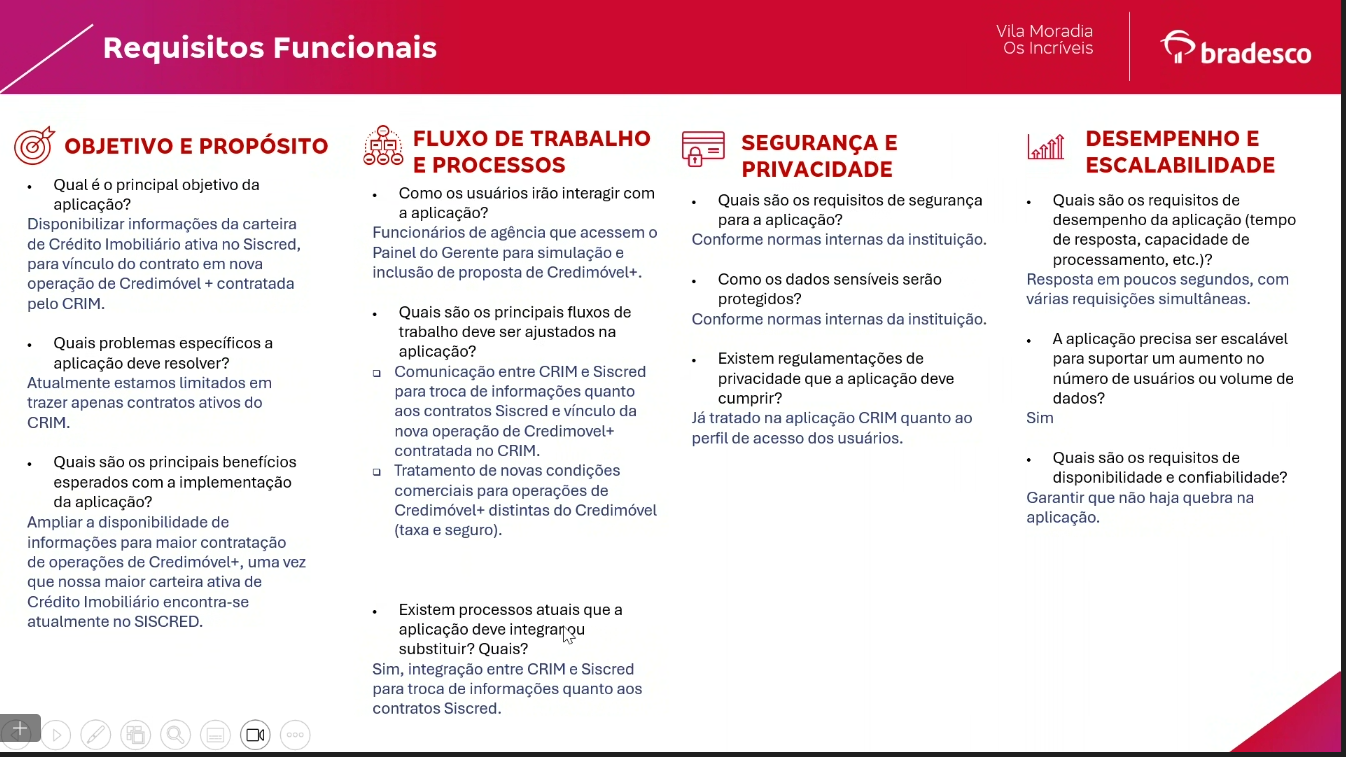 Requisitos Funcionais
Vila Moradia
Os Incríveis
bradesco
OBJETIVO E PROPÓSITO
• Qual é o principal objetivo da
aplicação?
Disponibilizar informações da carteira
de Crédito Imobiliário ativa no Siscred,
para vínculo do contrato em nova
operação de Credimóvel + contratada
pelo CRIM.
• Quais problemas específicos a
aplicação deve resolver?
Atualmente estamos limitados em
trazer apenas contratos ativos do
CRIM.
• Quais são os principais benefícios
esperados com a implementação
da aplicação?
Ampliar a disponibilidade de
informações para maior contratação
de operações de Credimóvel+, uma vez
que nossa maior carteira ativa de
Crédito Imobiliário encontra-se
atualmente no SISCRED.
FLUXO DE TRABALHO
E PROCESSOS
• Como os usuários irão interagir com
a aplicação?
Funcionários de agência que acessem o
Painel do Gerente para simulação e
inclusão de proposta de Credimóvel+.
• Quais são os principais fluxos de
trabalho deve ser ajustados na
aplicação?
❑ Comunicação entre CRIM e Siscred
para troca de informações quanto
aos contratos Siscred e vínculo da
nova operação de Credimovel+
contratada no CRIM.
❑ Tratamento de novas condições
comerciais para operações de
Credimóvel+ distintas do Credimóvel
(taxa e seguro).
• Existem processos atuais que a
aplicação deve integrar ou
substituir? Quais?
Sim, integração entre CRIM e Siscred
para troca de informações quanto aos
contratos Siscred.
SEGURANÇA E
PRIVACIDADE
• Quais são os requisitos de segurança
para a aplicação?
Conforme normas internas da instituição.
• Como os dados sensíveis serão
protegidos?
Conforme normas internas da instituição.
• Existem regulamentações de
privacidade que a aplicação deve
cumprir?
Já tratado na aplicação CRIM quanto ao
perfil de acesso dos usuários.
DESEMPENHO E
ESCALABILIDADE
• Quais são os requisitos de
desempenho da aplicação (tempo
de resposta, capacidade de
processamento, etc.)?
Resposta em poucos segundos, com
várias requisições simultâneas.
• A aplicação precisa ser escalável
para suportar um aumento no
número de usuários ou volume de
dados?
Sim
• Quais são os requisitos de
disponibilidade e confiabilidade?
Garantir que não haja quebra na
aplicação.